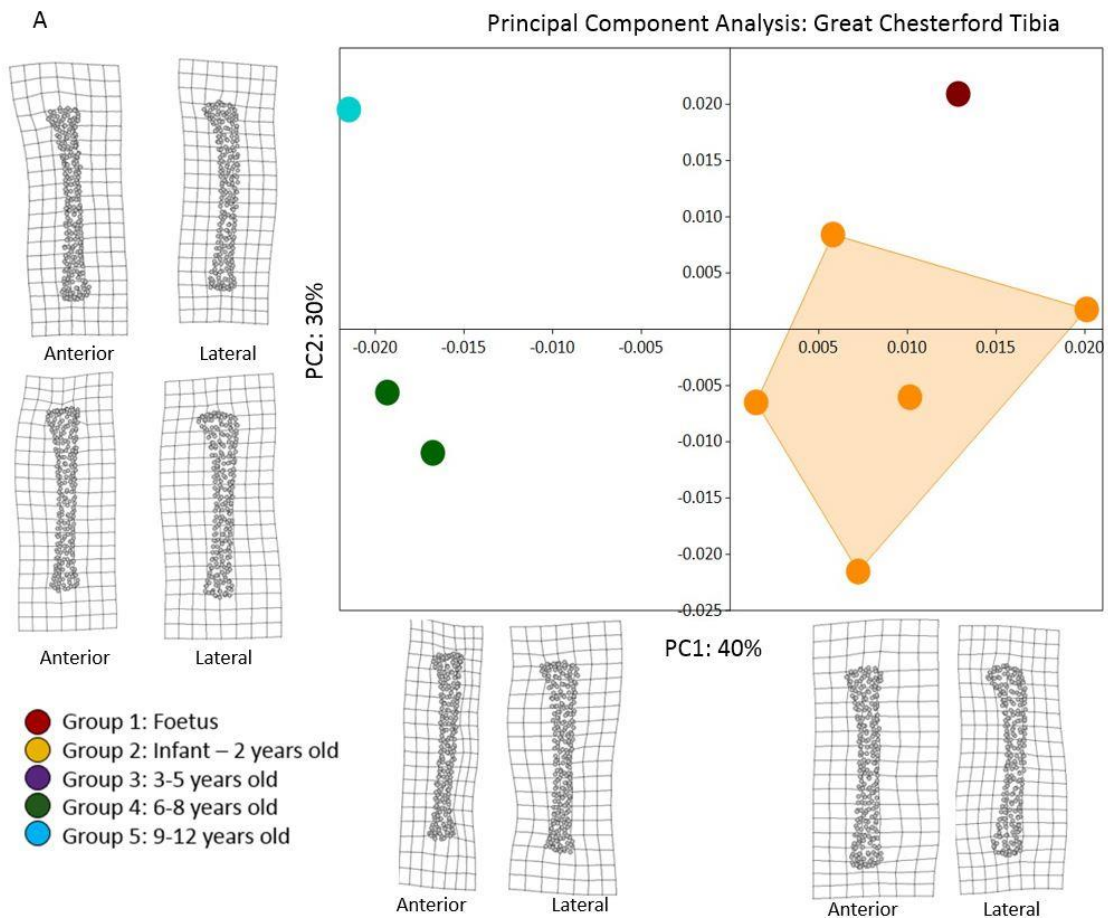 A
Principal Component Analysis: Great Chesterford Tibia
Anterior Lateral
Anterior Lateral
PC2: 30%
0.020
0.015
0.010
0.005
-0.020 -0.015 -0.010 -0.005 0.005 0.010 0.015 0.020
-0.005
-0.010
-0.015
-0.020
-0.025
PC1: 40%
Group 1: Foetus
Group 2: Infant – 2 years old
Group 3: 3-5 years old
Group 4: 6-8 years old
Group 5: 9-12 years old
Anterior Lateral Anterior Lateral